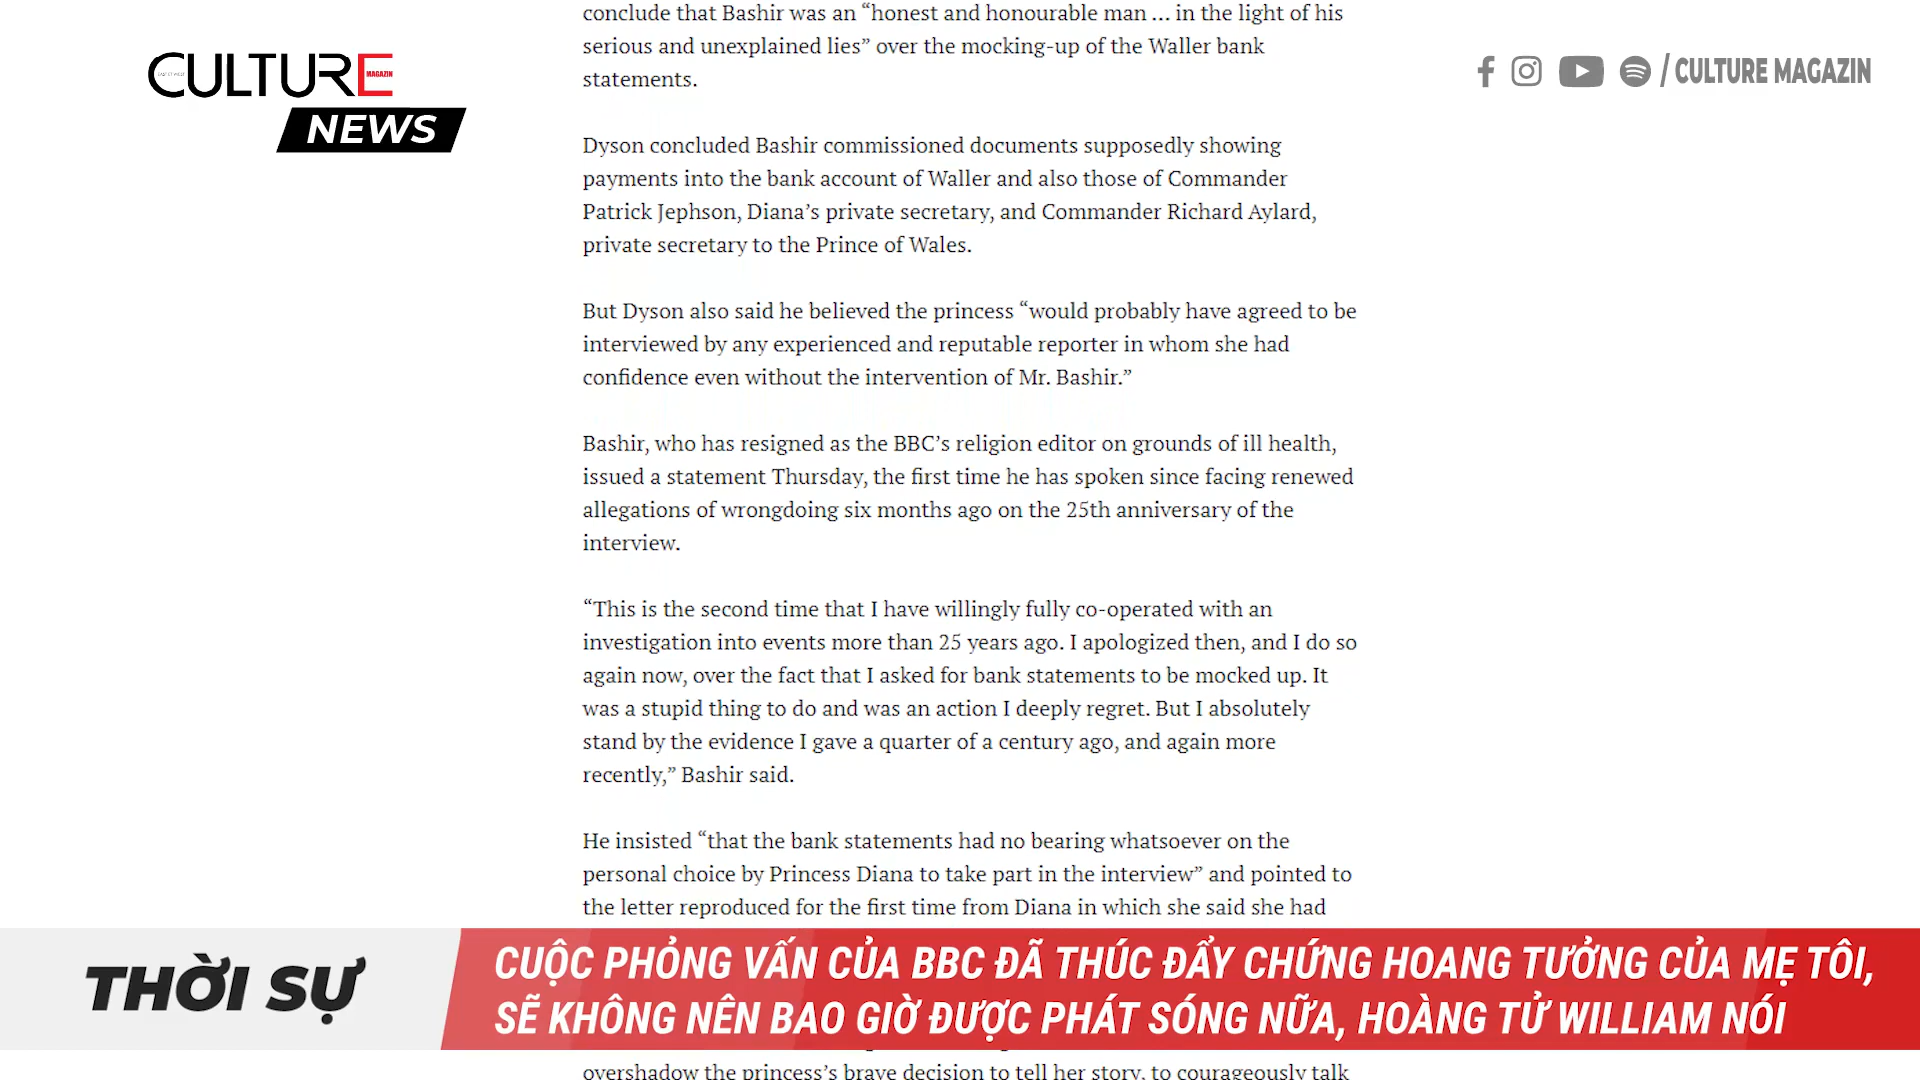 conclude that Bashir was an “honest and honourable man … in the light of his
serious and unexplained lies” over the mocking-up of the Waller bank
statements.
CULTURE
MAGAZIN
NEWS
/ CULTURE MAGAZIN
Dyson concluded Bashir commissioned documents supposedly showing
payments into the bank account of Waller and also those of Commander
Patrick Jephson, Diana’s private secretary, and Commander Richard Aylard,
private secretary to the Prince of Wales.
But Dyson also said he believed the princess “would probably have agreed to be
interviewed by any experienced and reputable reporter in whom she had
confidence even without the intervention of Mr. Bashir.”
Bashir, who has resigned as the BBC’s religion editor on grounds of ill health,
issued a statement Thursday, the first time he has spoken since facing renewed
allegations of wrongdoing six months ago on the 25th anniversary of the
interview.
“This is the second time that I have willingly fully co-operated with an
investigation into events more than 25 years ago. I apologized then, and I do so
again now, over the fact that I asked for bank statements to be mocked up. It
was a stupid thing to do and was an action I deeply regret. But I absolutely
stand by the evidence I gave a quarter of a century ago, and again more
recently,” Bashir said.
He insisted “that the bank statements had no bearing whatsoever on the
personal choice by Princess Diana to take part in the interview” and pointed to
the letter reproduced for the first time from Diana in which she said she had
THỜI SỰ
CUỘC PHỎNG VẤN CỦA BBC ĐÃ THÚC ĐẨY CHỨNG HOANG TƯỞNG CỦA MẸ TÔI,
SẼ KHÔNG NÊN BAO GIỜ ĐƯỢC PHÁT SÓNG NỮA, HOÀNG TỬ WILLIAM NÓI
overshadow the princess’s brave decision to tell her story, to courageously talk